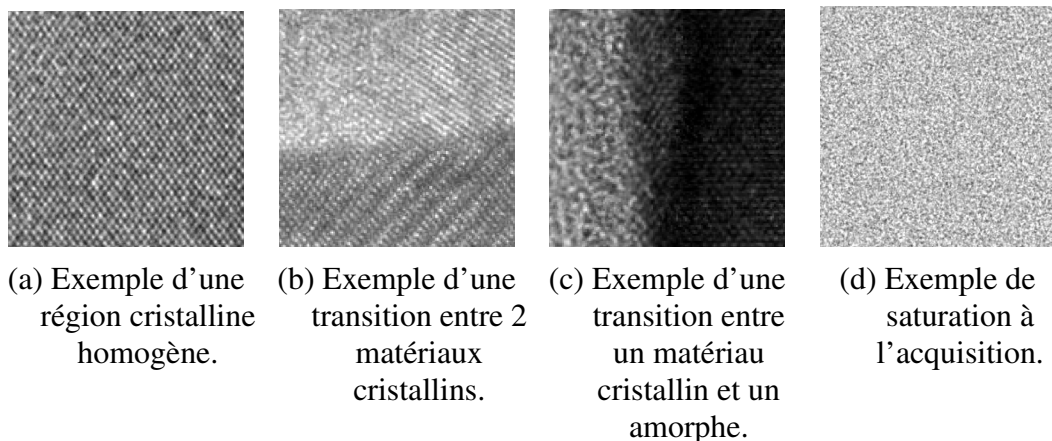 (a) Exemple d'une
région cristalline
homogène.
(b) Exemple d'une
transition entre 2
matériaux
cristallins.
(c) Exemple d'une
transition entre
un matériau
cristallin et un
amorphe.
(d) Exemple de
saturation à
l'acquisition.